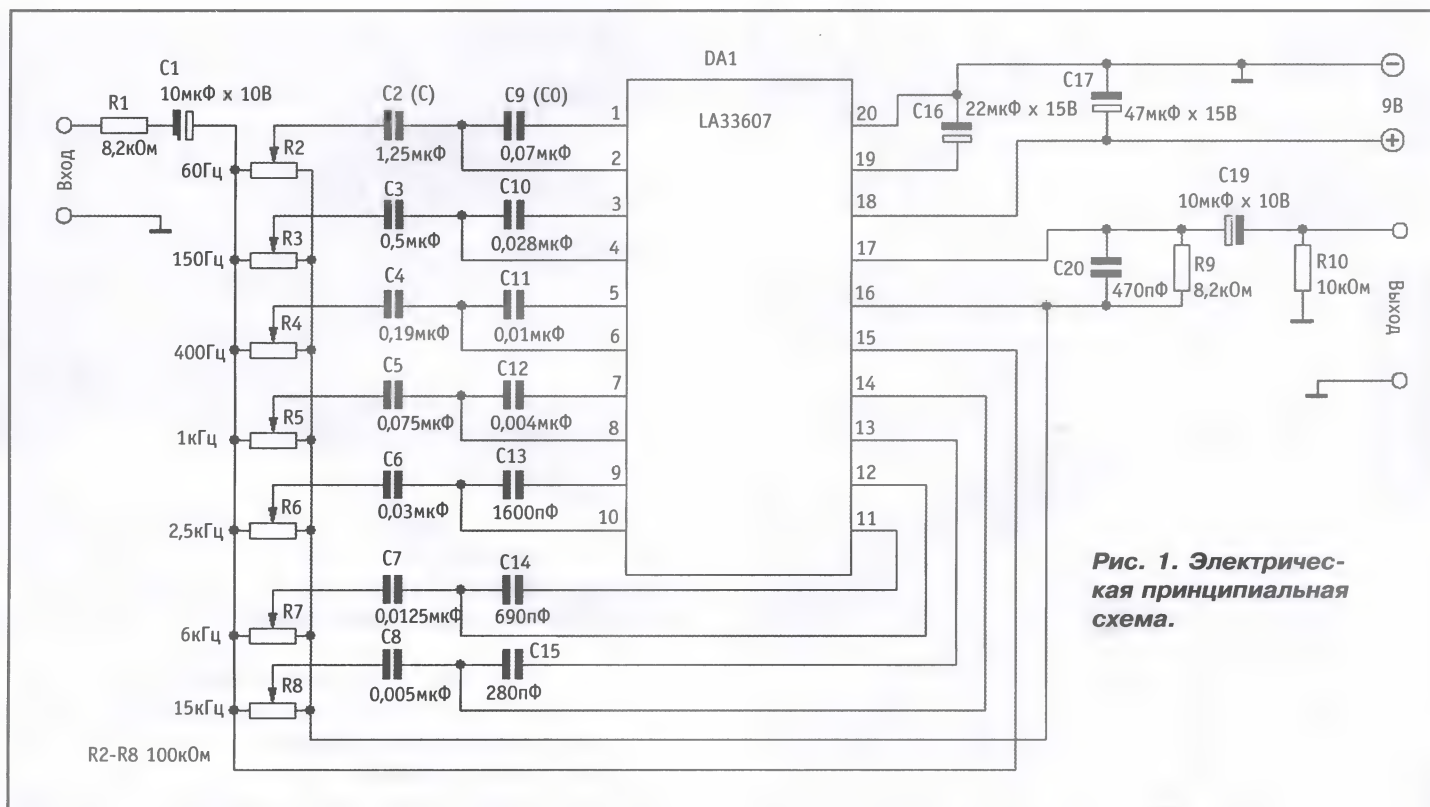 DA1
LA33607
C1
10мкФ x 10В
R1
8,2кОм
Вход
C2 (C)
1,25мкФ
C9 (C0)
0,07мкФ
R2
60Гц
C3
0,5мкФ
C10
0,028мкФ
R3
150Гц
C4
0,19мкФ
C11
0,01мкФ
R4
400Гц
C5
0,075мкФ
C12
0,004мкФ
R5
1кГц
C6
0,03мкФ
C13
1600пФ
R6
2,5кГц
C7
0,0125мкФ
C14
690пФ
R7
6кГц
C8
0,005мкФ
C15
280пФ
R8
15кГц
R2-R8 100кОм
1
2
3
4
5
6
7
8
9
10
20
19
18
17
16
15
14
13
12
11
C16
22мкФ x 15В
C17
47мкФ x 15В
−
9В
+
C19
10мкФ x 10В
C20
470пФ
R9
8,2кОм
R10
10кОм
Выход
Рис. 1. Электричес-
кая принципиальная
схема.